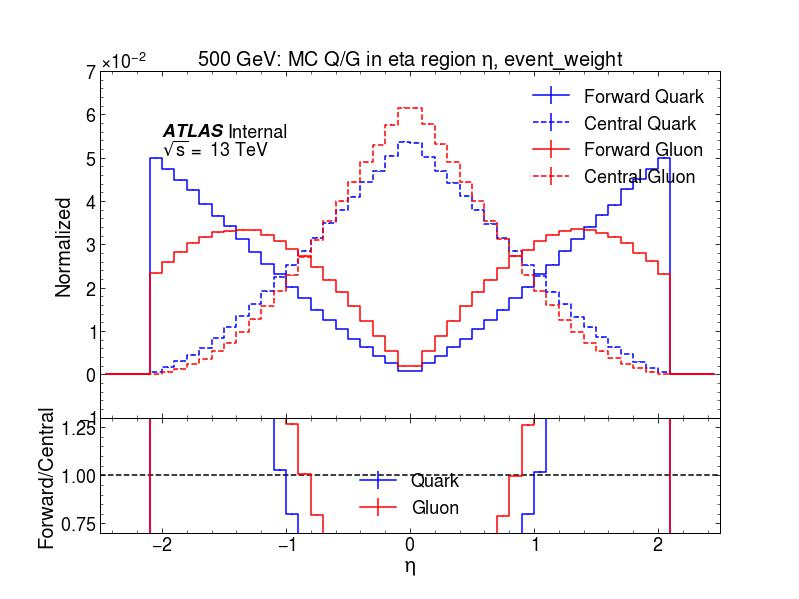 500 GeV: MC Q/G in eta region η, event_weight
×10−2
7
6
5
4
3
2
1
0
−1
Normalized
ATLAS Internal
√s = 13 TeV
Forward Quark
Central Quark
Forward Gluon
Central Gluon
1.25
1.00
0.75
Forward/Central
Quark
Gluon
−2 −1 0 1 2
η